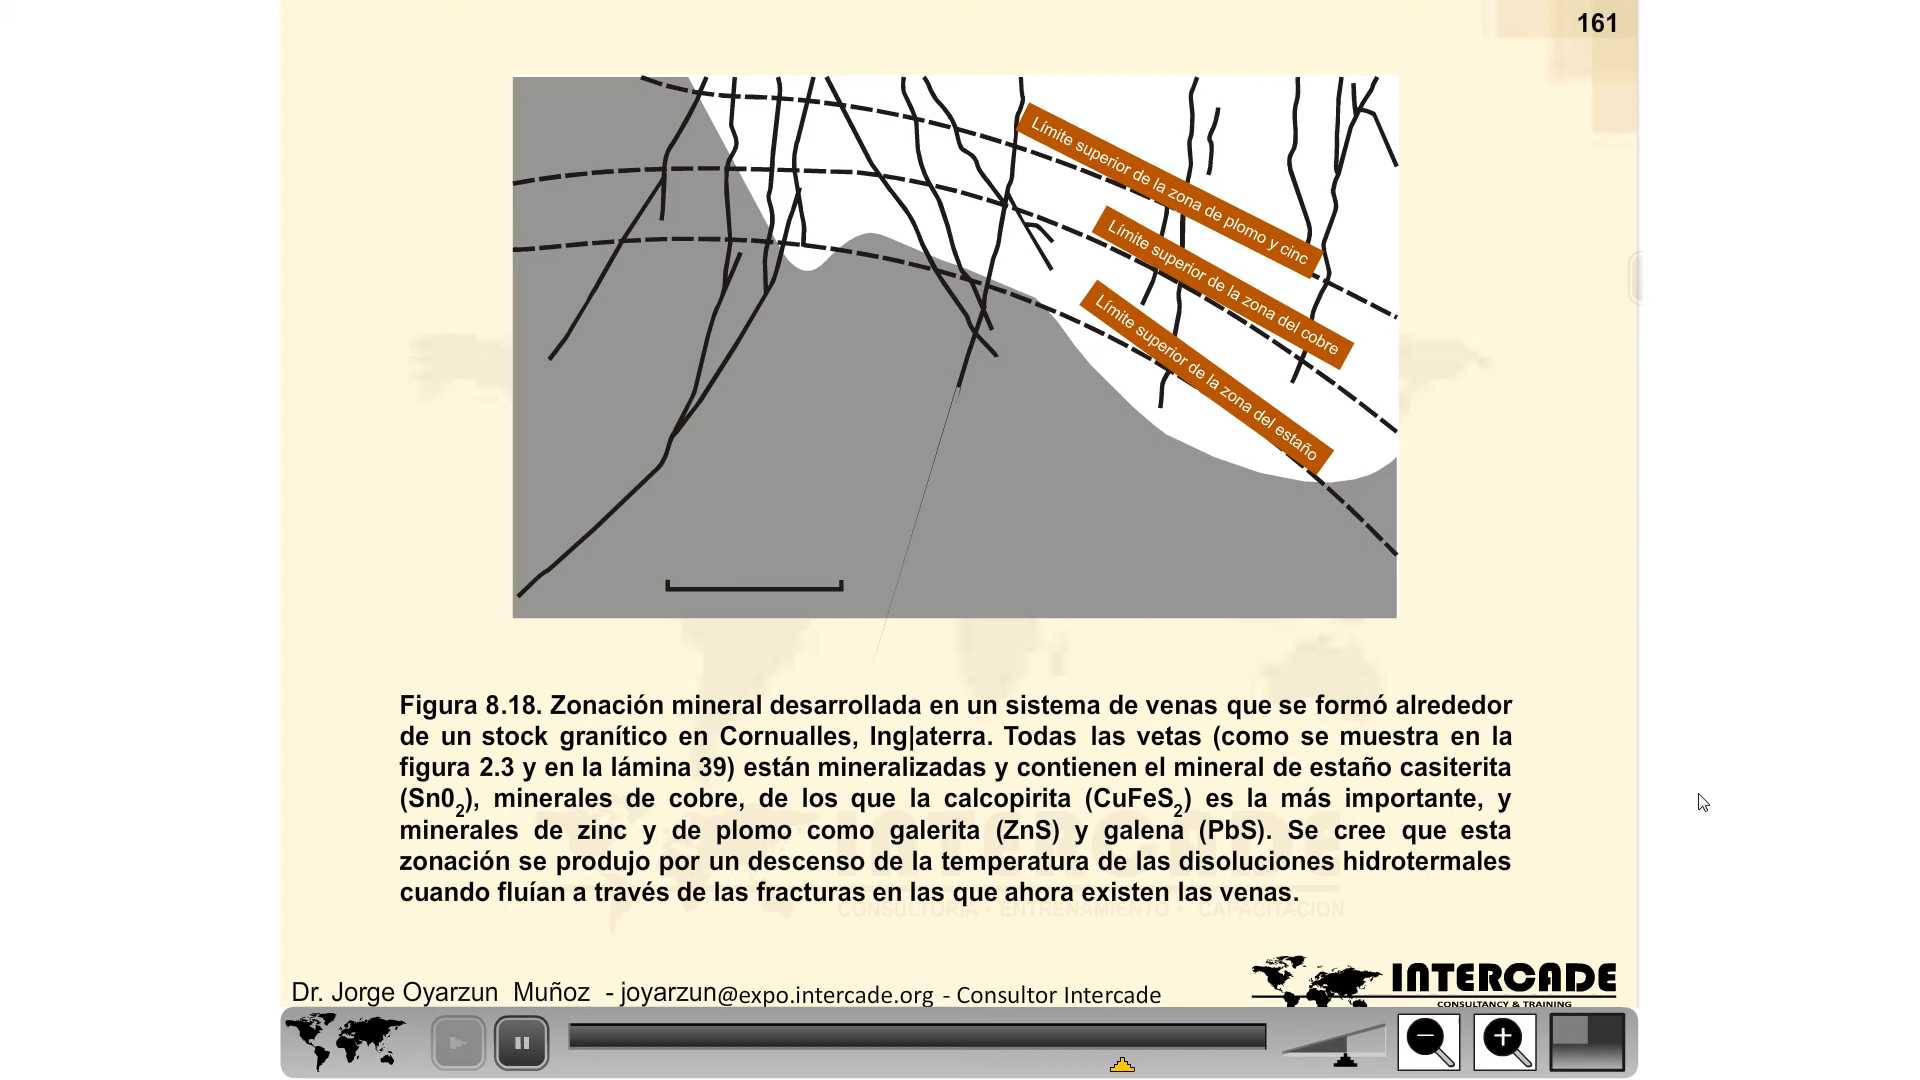 161
Límite superior de la zona de plomo y cinc
Límite superior de la zona del cobre
Límite superior de la zona del estaño
Figura 8.18. Zonación mineral desarrollada en un sistema de venas que se formó alrededor
de un stock granítico en Cornualles, Ing|aterra. Todas las vetas (como se muestra en la
figura 2.3 y en la lámina 39) están mineralizadas y contienen el mineral de estaño casiterita
(Sn0₂), minerales de cobre, de los que la calcopirita (CuFeS₂) es la más importante, y
minerales de zinc y de plomo como galerita (ZnS) y galena (PbS). Se cree que esta
zonación se produjo por un descenso de la temperatura de las disoluciones hidrotermales
cuando fluían a través de las fracturas en las que ahora existen las venas.
INTERCADE
CONSULTORIA • ENTRENAMIENTO • CAPACITACION
Dr. Jorge Oyarzun Muñoz - joyarzun@expo.intercade.org - Consultor Intercade
INTERCADE
CONSULTANCY & TRAINING